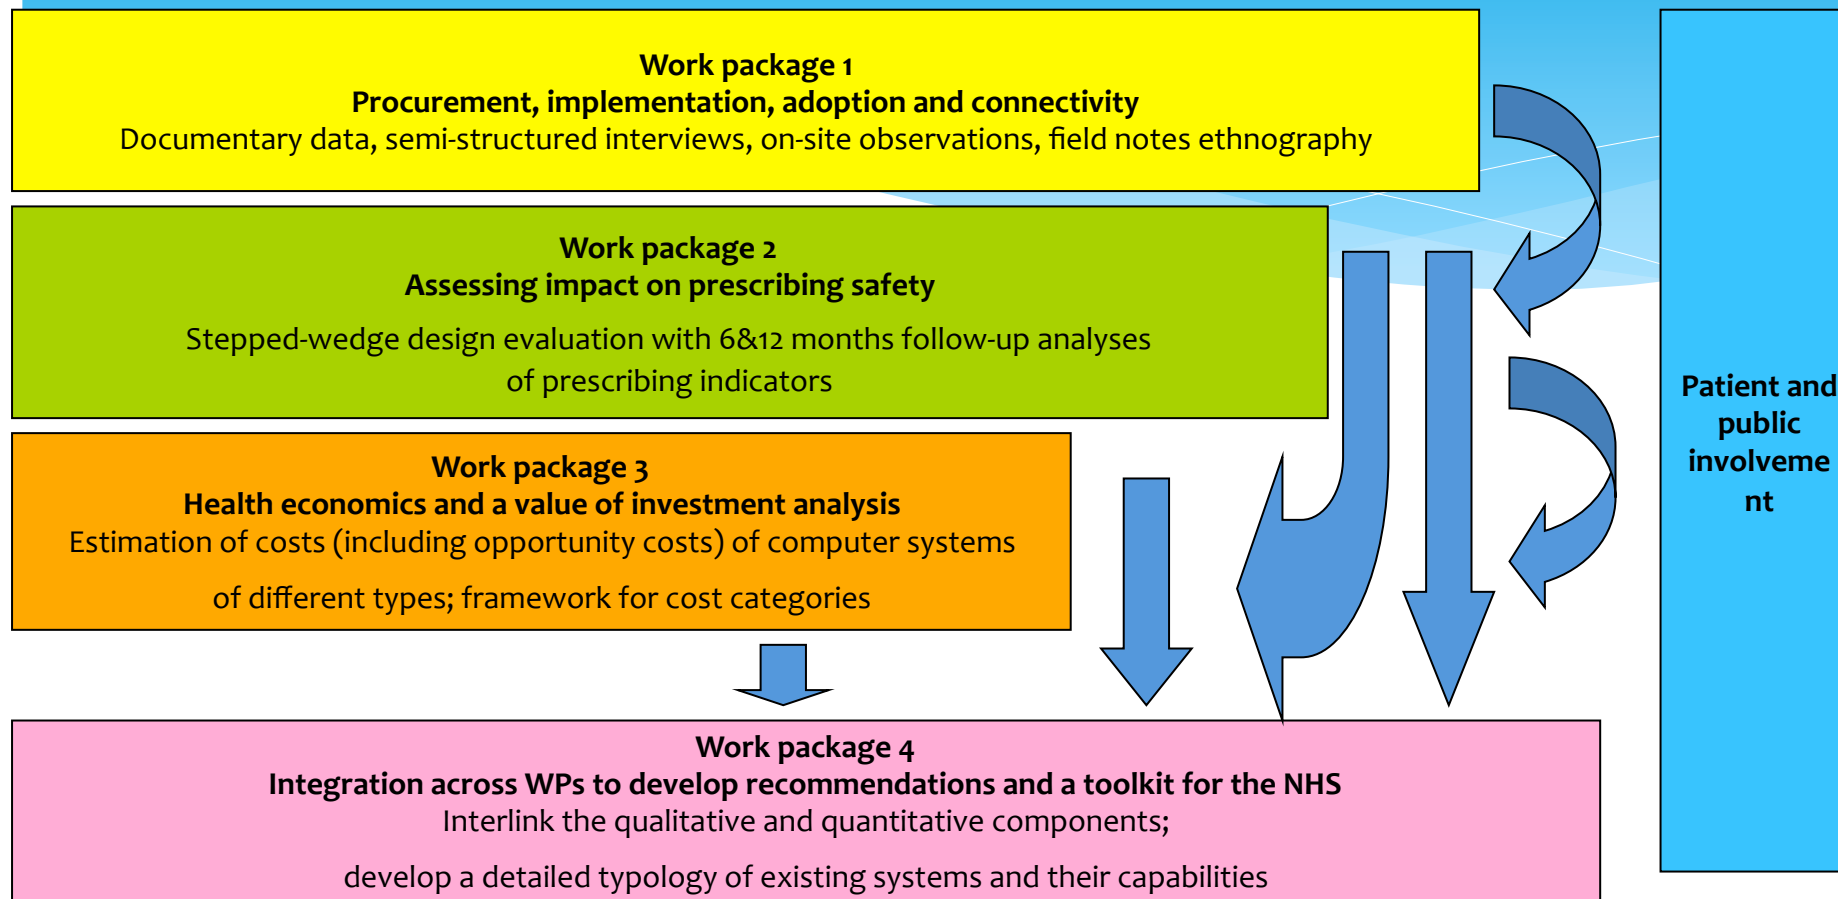 Work package 1
Procurement, implementation, adoption and connectivity
Documentary data, semi-structured interviews, on-site observations, field notes ethnography
Work package 2
Assessing impact on prescribing safety
Stepped-wedge design evaluation with 6&12 months follow-up analyses
of prescribing indicators
Work package 3
Health economics and a value of investment analysis
Estimation of costs (including opportunity costs) of computer systems
of different types; framework for cost categories
Work package 4
Integration across WPs to develop recommendations and a toolkit for the NHS
Interlink the qualitative and quantitative components;
develop a detailed typology of existing systems and their capabilities
Patient and
public
involveme
nt